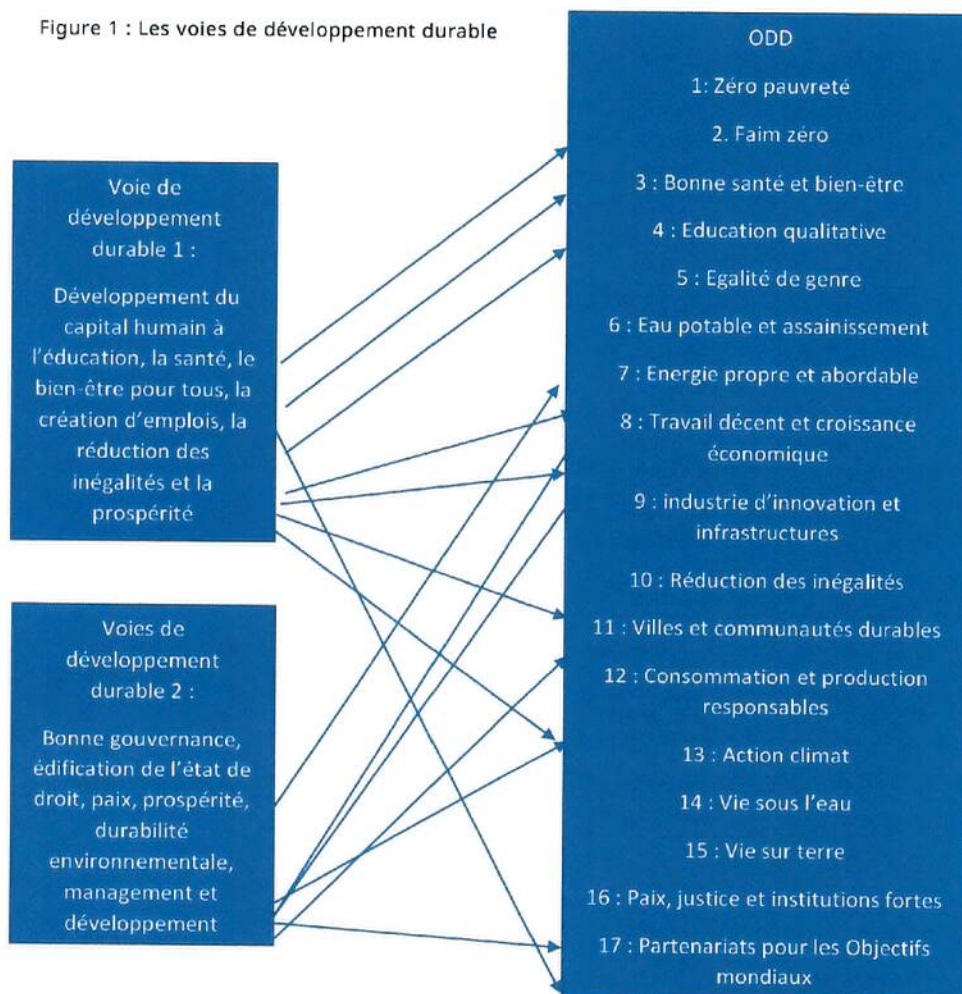 Figure 1 : Les voies de développement durable
Voie de
développement
durable 1 :
Développement du
capital humain à
l'éducation, la santé, le
bien-être pour tous, la
création d'emplois, la
réduction des
inégalités et la
prospérité
Voies de
développement
durable 2 :
Bonne gouvernance,
édification de l'état de
droit, paix, prospérité,
durabilité
environnementale,
management et
développement
ODD
1: Zéro pauvreté
2. Faim zéro
3 : Bonne santé et bien-être
4 : Education qualitative
5 : Egalité de genre
6 : Eau potable et assainissement
7 : Energie propre et abordable
8 : Travail décent et croissance
économique
9 : industrie d'innovation et
infrastructures
10 : Réduction des inégalités
11 : Villes et communautés durables
12 : Consommation et production
responsables
13 : Action climat
14 : Vie sous l'eau
15 : Vie sur terre
16 : Paix, justice et institutions fortes
17 : Partenariats pour les Objectifs
mondiaux